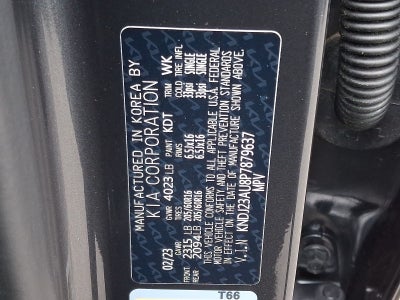 MANUFACTURED IN KOREA BY
KIA CORPORATION
02/23 GVWR 4023 LB PAINT KDT TRIM WK
GAWR TIRES RIMS COLD TIRE INFL.
2315 LB 205/60R16 6.5Jx16 33psi SINGLE
2094 LB 205/60R16 6.5Jx16 33psi SINGLE
REAR
THIS VEHICLE CONFORMS TO ALL APPLICABLE U.S.A. FEDERAL
MOTOR VEHICLE SAFETY AND THEFT PREVENTION STANDARDS
IN EFFECT ON THE DATE OF MANUFACTURE SHOWN ABOVE.
V.I.N KNDJ23AU8P7879637
MPV
T66